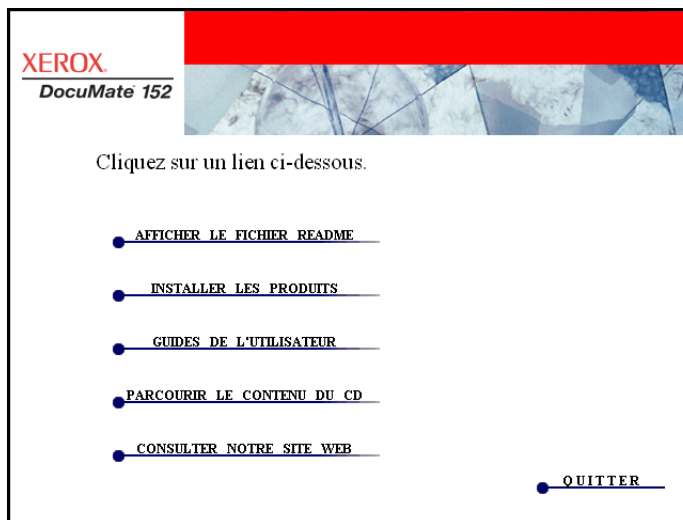 XEROX.
DocuMate 152
Cliquez sur un lien ci-dessous.
AFFICHER LE FICHIER README
INSTALLER LES PRODUITS
GUIDES DE L'UTILISATEUR
PARCOURIR LE CONTENU DU CD
CONSULTER NOTRE SITE WEB
QUITTER